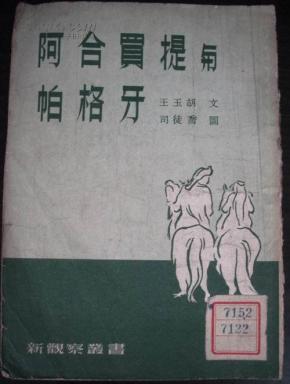 阿合買提與
帕格牙
王玉胡 文
司徒喬 圖
新觀察叢書
7152
7122